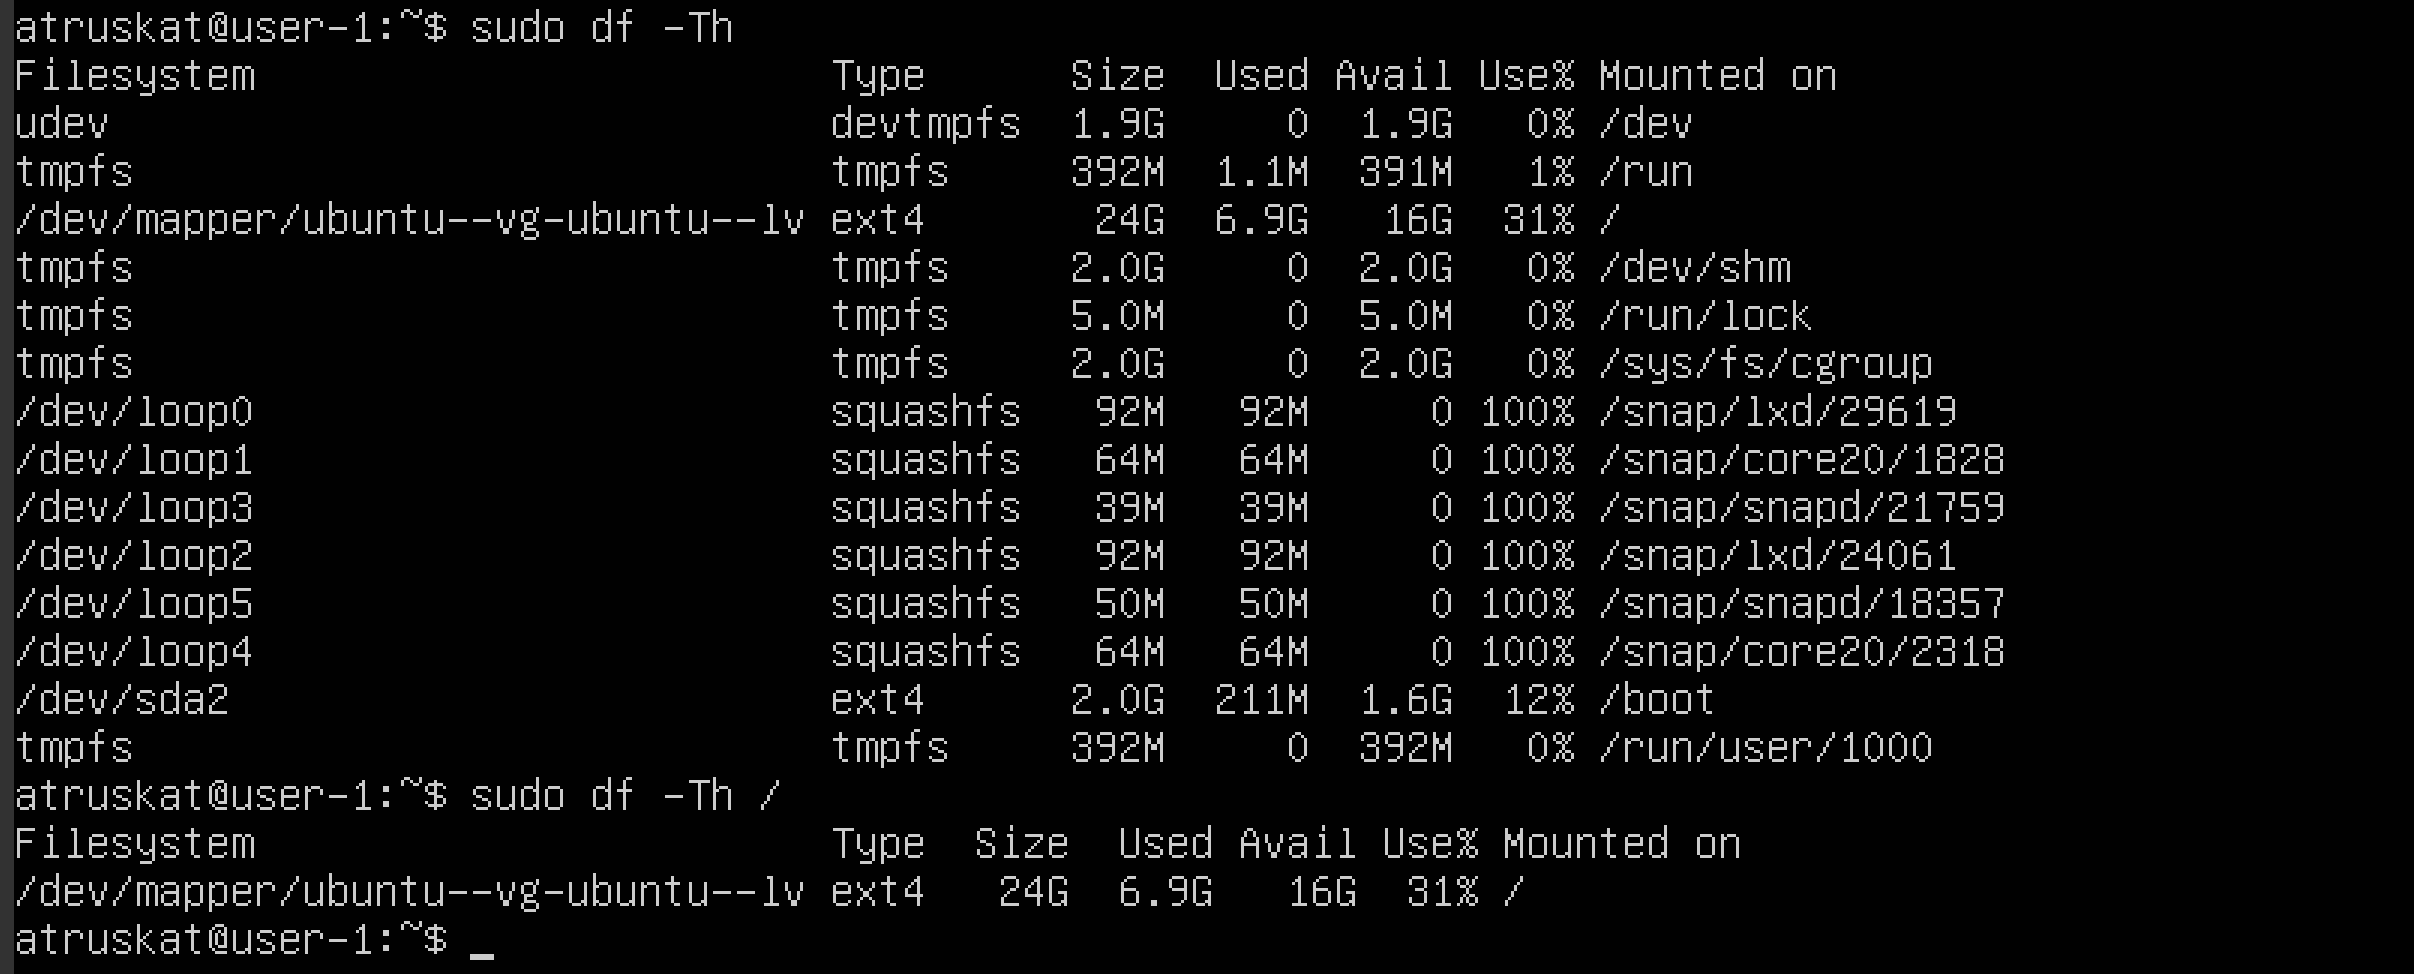 atruskat@user-1:~$ sudo df -Th
Filesystem                        Type      Size  Used Avail Use% Mounted on
udev                              devtmpfs  1.9G     0  1.9G   0% /dev
tmpfs                             tmpfs     392M  1.1M  391M   1% /run
/dev/mapper/ubuntu--vg-ubuntu--lv ext4       24G  6.9G   16G  31% /
tmpfs                             tmpfs     2.0G     0  2.0G   0% /dev/shm
tmpfs                             tmpfs     5.0M     0  5.0M   0% /run/lock
tmpfs                             tmpfs     2.0G     0  2.0G   0% /sys/fs/cgroup
/dev/loop0                        squashfs   92M   92M     0 100% /snap/lxd/29619
/dev/loop1                        squashfs   64M   64M     0 100% /snap/core20/1828
/dev/loop3                        squashfs   39M   39M     0 100% /snap/snapd/21759
/dev/loop2                        squashfs   92M   92M     0 100% /snap/lxd/24061
/dev/loop5                        squashfs   50M   50M     0 100% /snap/snapd/18357
/dev/loop4                        squashfs   64M   64M     0 100% /snap/core20/2318
/dev/sda2                         ext4      2.0G  211M  1.6G  12% /boot
tmpfs                             tmpfs     392M     0  392M   0% /run/user/1000
atruskat@user-1:~$ sudo df -Th /
Filesystem                        Type  Size  Used Avail Use% Mounted on
/dev/mapper/ubuntu--vg-ubuntu--lv ext4   24G  6.9G   16G  31% /
atruskat@user-1:~$ _